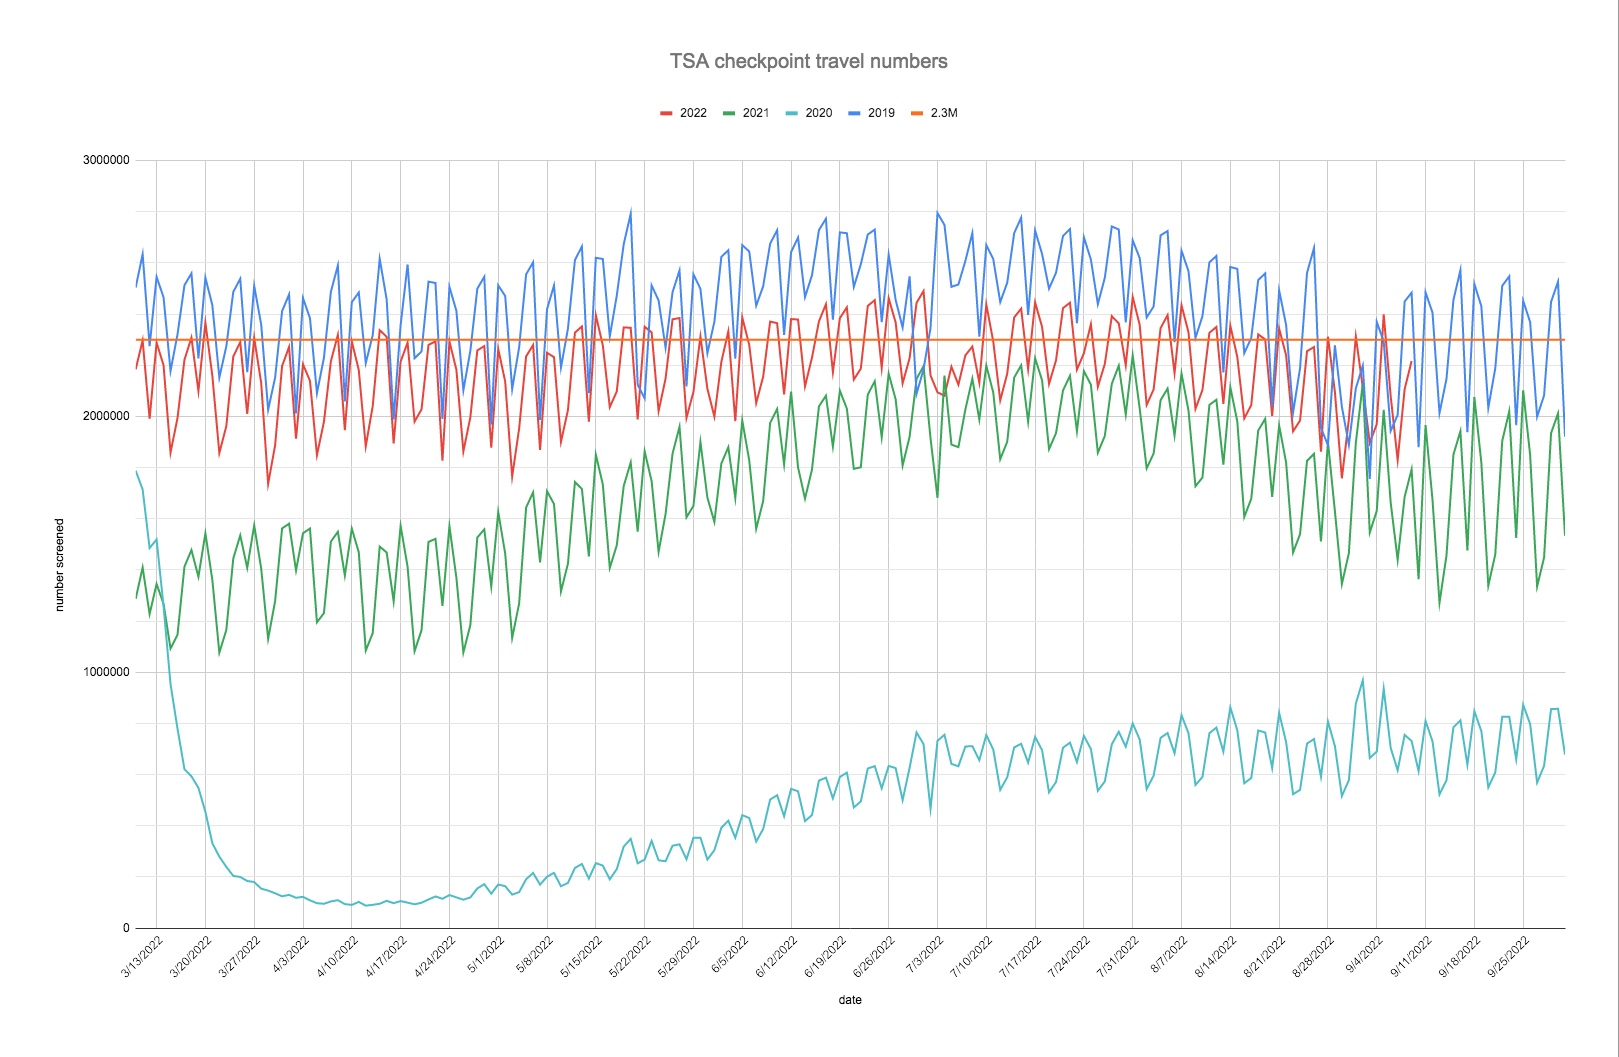 TSA checkpoint travel numbers
2022 2021 2020 2019 2.3M
3000000
2000000
1000000
0
number screened
3/13/2022 3/20/2022 3/27/2022 4/3/2022 4/10/2022 4/17/2022 4/24/2022 5/1/2022 5/8/2022 5/15/2022 5/22/2022 5/29/2022 6/5/2022 6/12/2022 6/19/2022 6/26/2022 7/3/2022 7/10/2022 7/17/2022 7/24/2022 7/31/2022 8/7/2022 8/14/2022 8/21/2022 8/28/2022 9/4/2022 9/11/2022 9/18/2022 9/25/2022
date